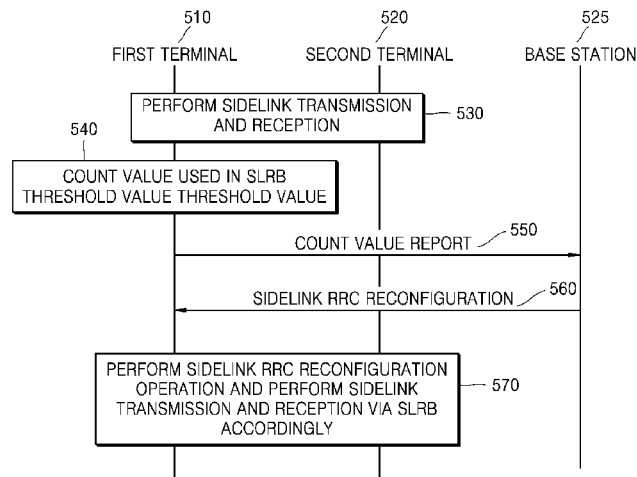 510
520
525
FIRST TERMINAL
SECOND TERMINAL
BASE STATION
PERFORM SIDELINK TRANSMISSION
AND RECEPTION
530
540
COUNT VALUE USED IN SLRB
THRESHOLD VALUE THRESHOLD VALUE
550
COUNT VALUE REPORT
560
SIDELINK RRC RECONFIGURATION
PERFORM SIDELINK RRC RECONFIGURATION
OPERATION AND PERFORM SIDELINK
TRANSMISSION AND RECEPTION VIA SLRB
ACCORDINGLY
570